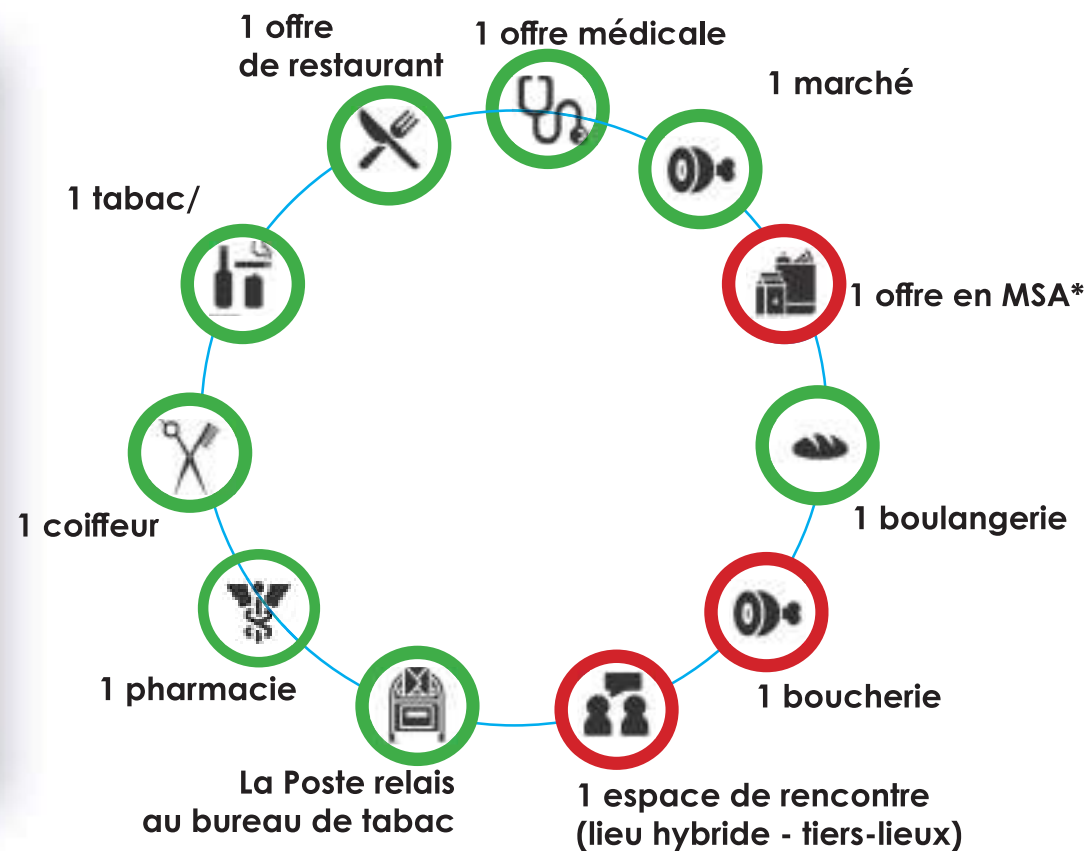 1 offre
de restaurant
1 offre médicale
1 marché
1 tabac/
1 offre en MSA*
1 coiffeur
1 boulangerie
1 pharmacie
1 boucherie
La Poste relais
au bureau de tabac
1 espace de rencontre
(lieu hybride - tiers-lieux)